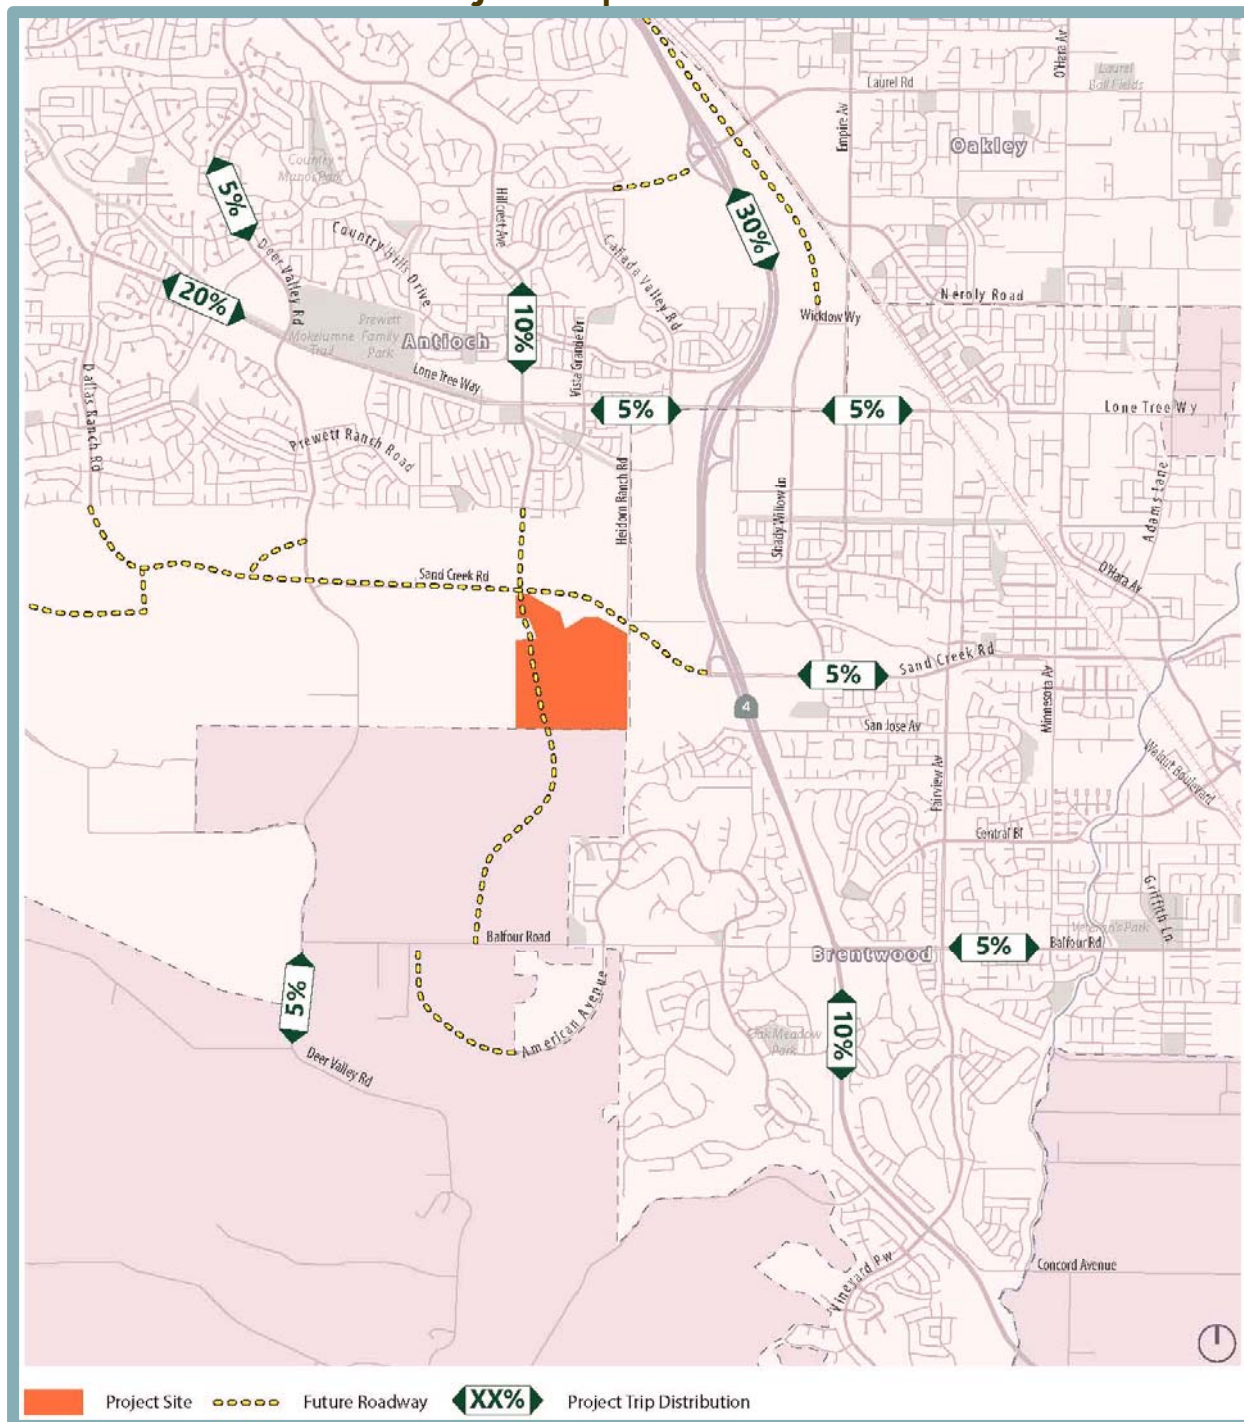 Laurel Rd
O'Hara Av
Laurel
Ball Fields
Empire Av
Oakley
Country
Manor Park
5%
Hillcrest Ave
30%
Country Hills Drive
Deer Valley Rd
Canada Valley Rd
20%
Neroly Road
Wicklow Wy
10%
Prewett
Family
Park
Mokelumne
Trail
Antioch
Vista Grande Dr
Lone Tree Way
Dallas Ranch Rd
5%
5%
Lone Tree Wy
Prewett Ranch Road
Heidorn Ranch Rd
Shady Willow Ln
Adams Lane
Sand Creek Rd
O'Hara Av
5%
Sand Creek Rd
4
San Jose Av
Minnesota Av
Walnut Boulevard
Fairview Av
Central Bl
Griffith Ln
Veteran's Park
Balfour Road
Brentwood
5%
Balfour Rd
5%
American Avenue
10%
Oak Meadow
Park
Deer Valley Rd
Concord Avenue
Vineyard Pw
Project Site
Future Roadway
XX%
Project Trip Distribution